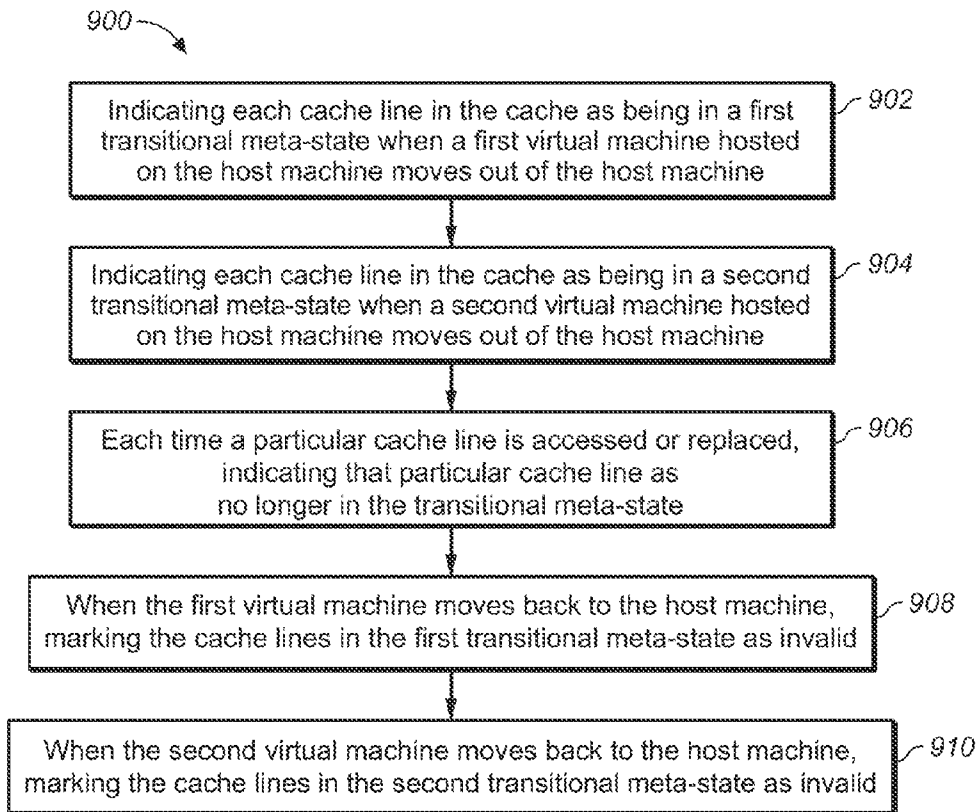 900
Indicating each cache line in the cache as being in a first
transitional meta-state when a first virtual machine hosted
on the host machine moves out of the host machine
902
Indicating each cache line in the cache as being in a second
transitional meta-state when a second virtual machine hosted
on the host machine moves out of the host machine
904
Each time a particular cache line is accessed or replaced,
indicating that particular cache line as
no longer in the transitional meta-state
906
When the first virtual machine moves back to the host machine,
marking the cache lines in the first transitional meta-state as invalid
908
When the second virtual machine moves back to the host machine,
marking the cache lines in the second transitional meta-state as invalid
910